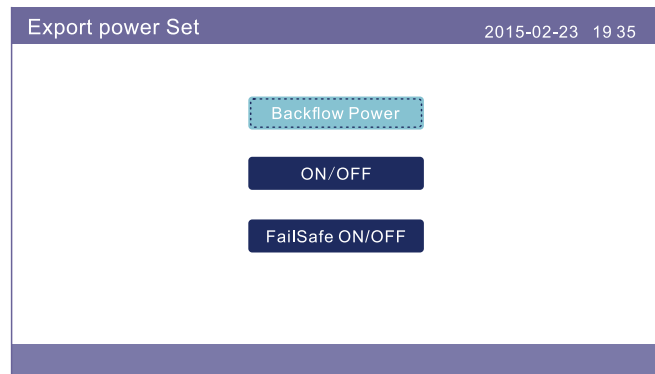 Export power Set
2015-02-23 19 35
Backflow Power
ON/OFF
FailSafe ON/OFF